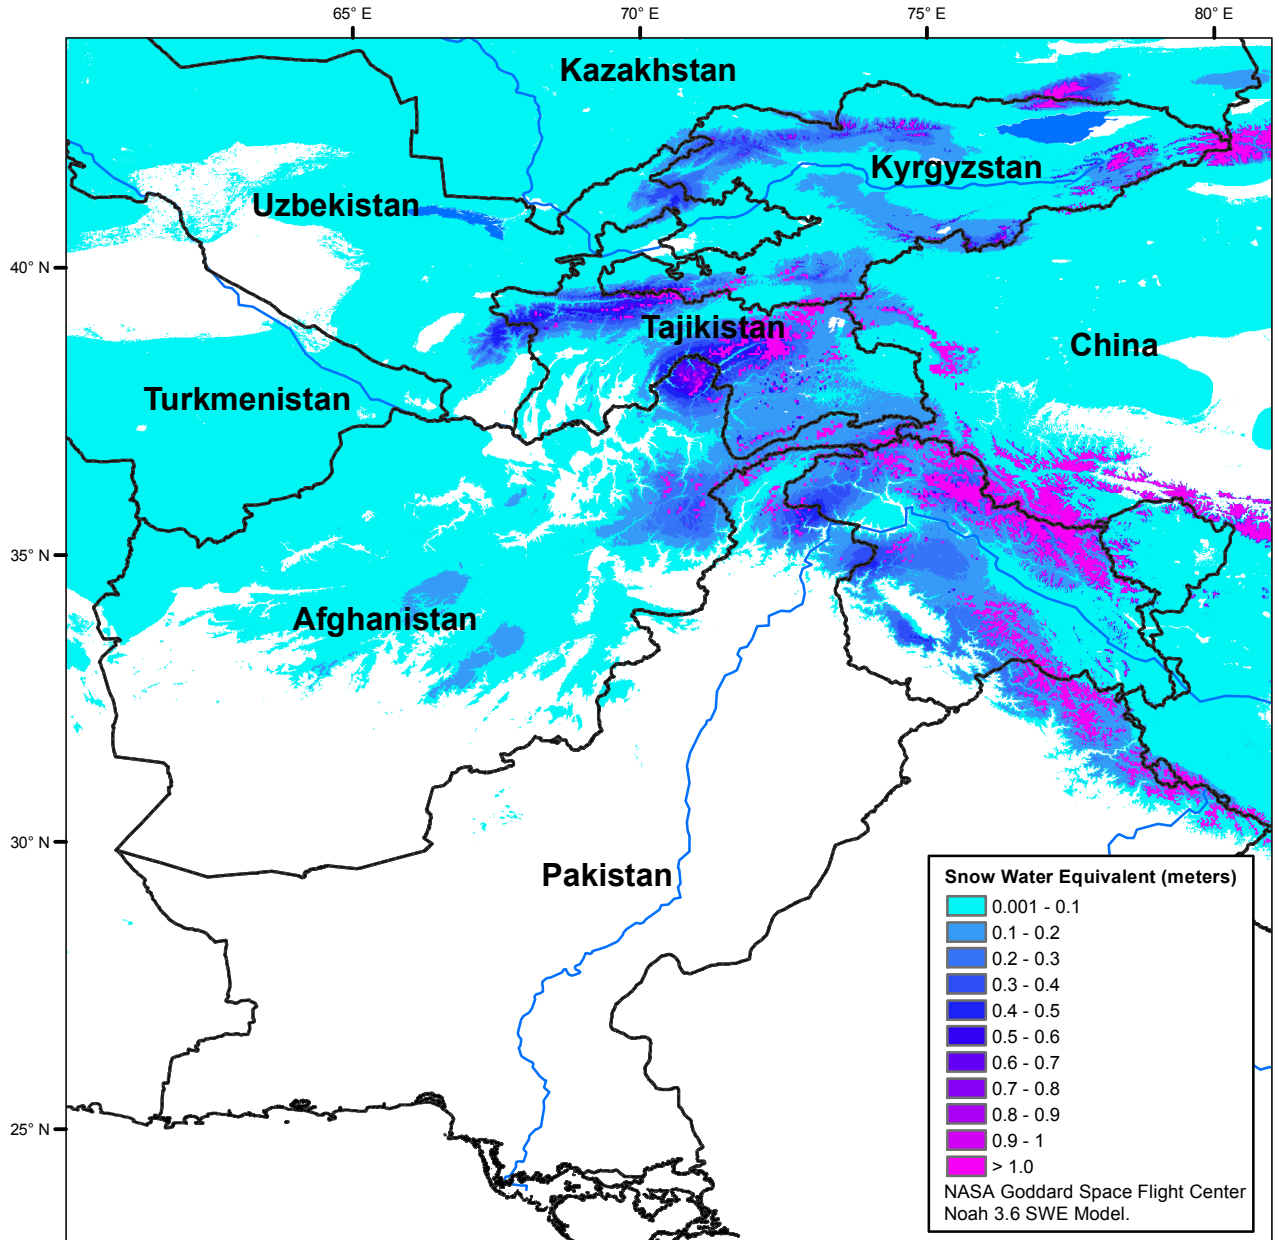 65° E
70° E
75° E
80° E
Kazakhstan
Kyrgyzstan
Uzbekistan
40° N
Tajikistan
China
Turkmenistan
35° N
Afghanistan
30° N
Pakistan
Snow Water Equivalent (meters)
0.001 - 0.1
0.1 - 0.2
0.2 - 0.3
0.3 - 0.4
0.4 - 0.5
0.5 - 0.6
0.6 - 0.7
0.7 - 0.8
0.8 - 0.9
0.9 - 1
> 1.0
NASA Goddard Space Flight Center
Noah 3.6 SWE Model.
25° N